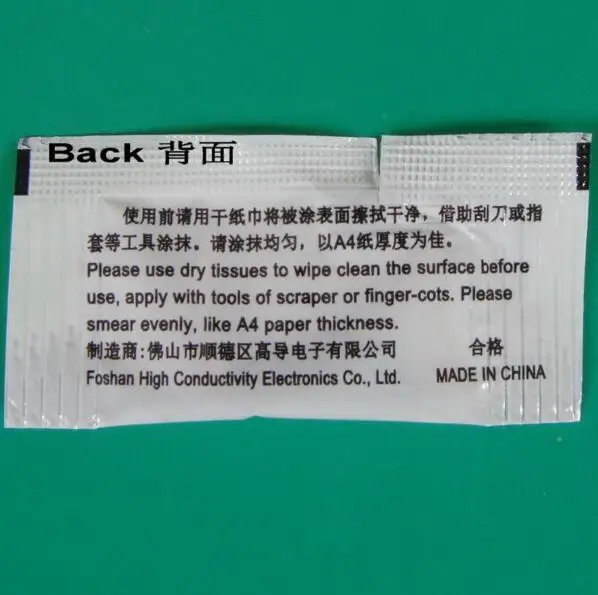 Back 背面
使用前请用干纸巾将被涂表面擦拭干净，借助刮刀或指
套等工具涂抹。请涂抹均匀，以A4纸厚度为佳。
Please use dry tissues to wipe clean the surface before
use, apply with tools of scraper or finger-cots. Please
smear evenly, like A4 paper thickness.
制造商:佛山市顺德区高导电子有限公司 合格
Foshan High Conductivity Electronics Co., Ltd. MADE IN CHINA